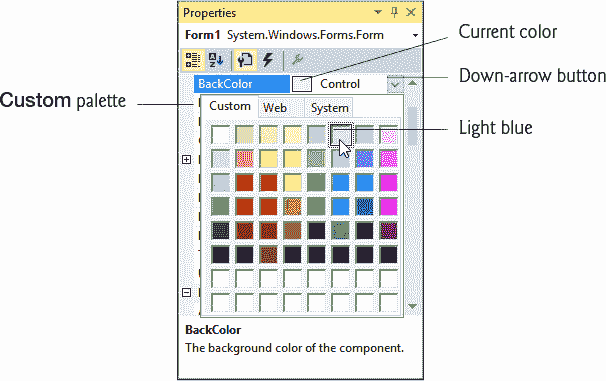 Properties
Form1 System.Windows.Forms.Form
BackColor
Control
Custom
Web
System
BackColor
The background color of the component.
Current color
Down-arrow button
Custom palette
Light blue